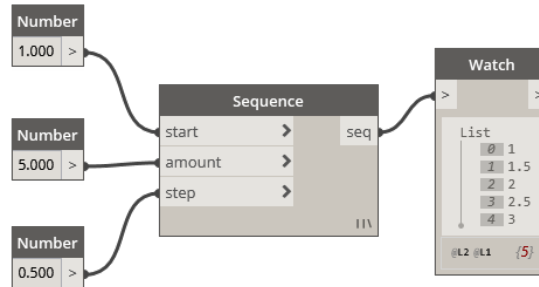 Number
1.000 >
Number
5.000 >
Number
0.500 >
Sequence
start >
amount >
step >
seq
Watch
> >
List
0 1
1 1.5
2 2
3 2.5
4 3
@L2 @L1 {5}